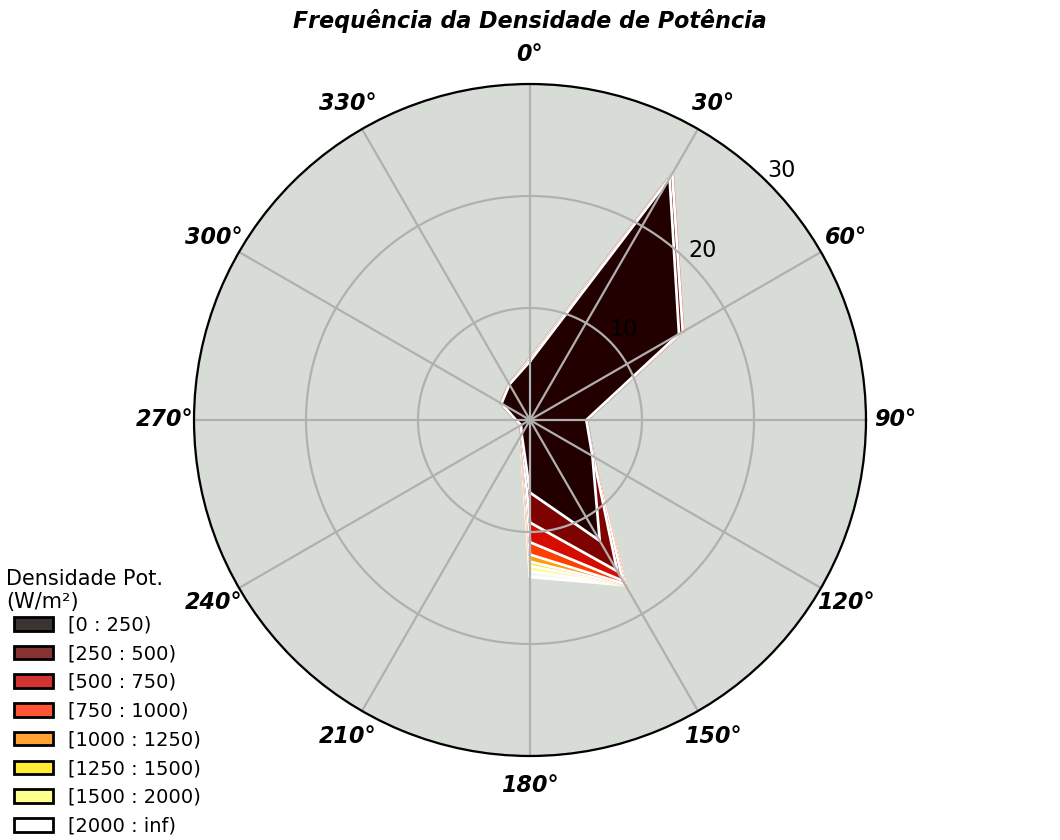 Frequência da Densidade de Potência
0°
330°
30°
30
300°
60°
20
10
270°
90°
Densidade Pot.
(W/m²)
240°
120°
[0 : 250)
[250 : 500)
[500 : 750)
[750 : 1000)
210°
150°
[1000 : 1250)
[1250 : 1500)
180°
[1500 : 2000)
[2000 : inf)